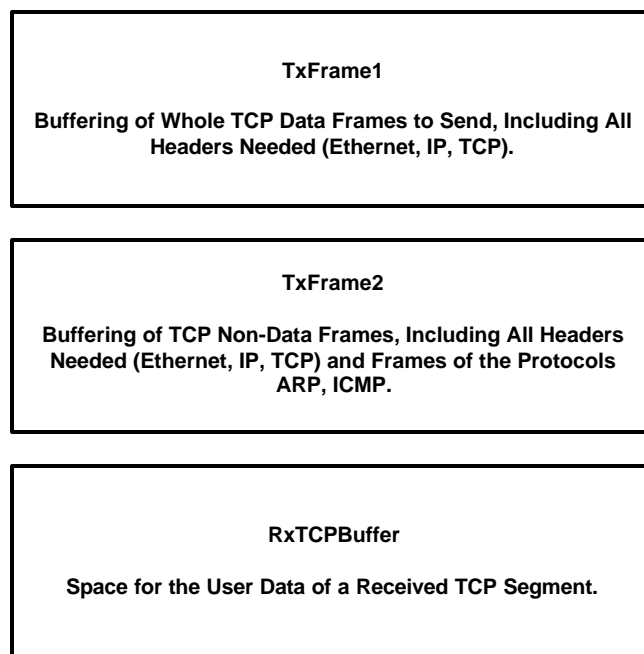 TxFrame1
Buffering of Whole TCP Data Frames to Send, Including All
Headers Needed (Ethernet, IP, TCP).
TxFrame2
Buffering of TCP Non-Data Frames, Including All Headers
Needed (Ethernet, IP, TCP) and Frames of the Protocols
ARP, ICMP.
RxTCPBuffer
Space for the User Data of a Received TCP Segment.